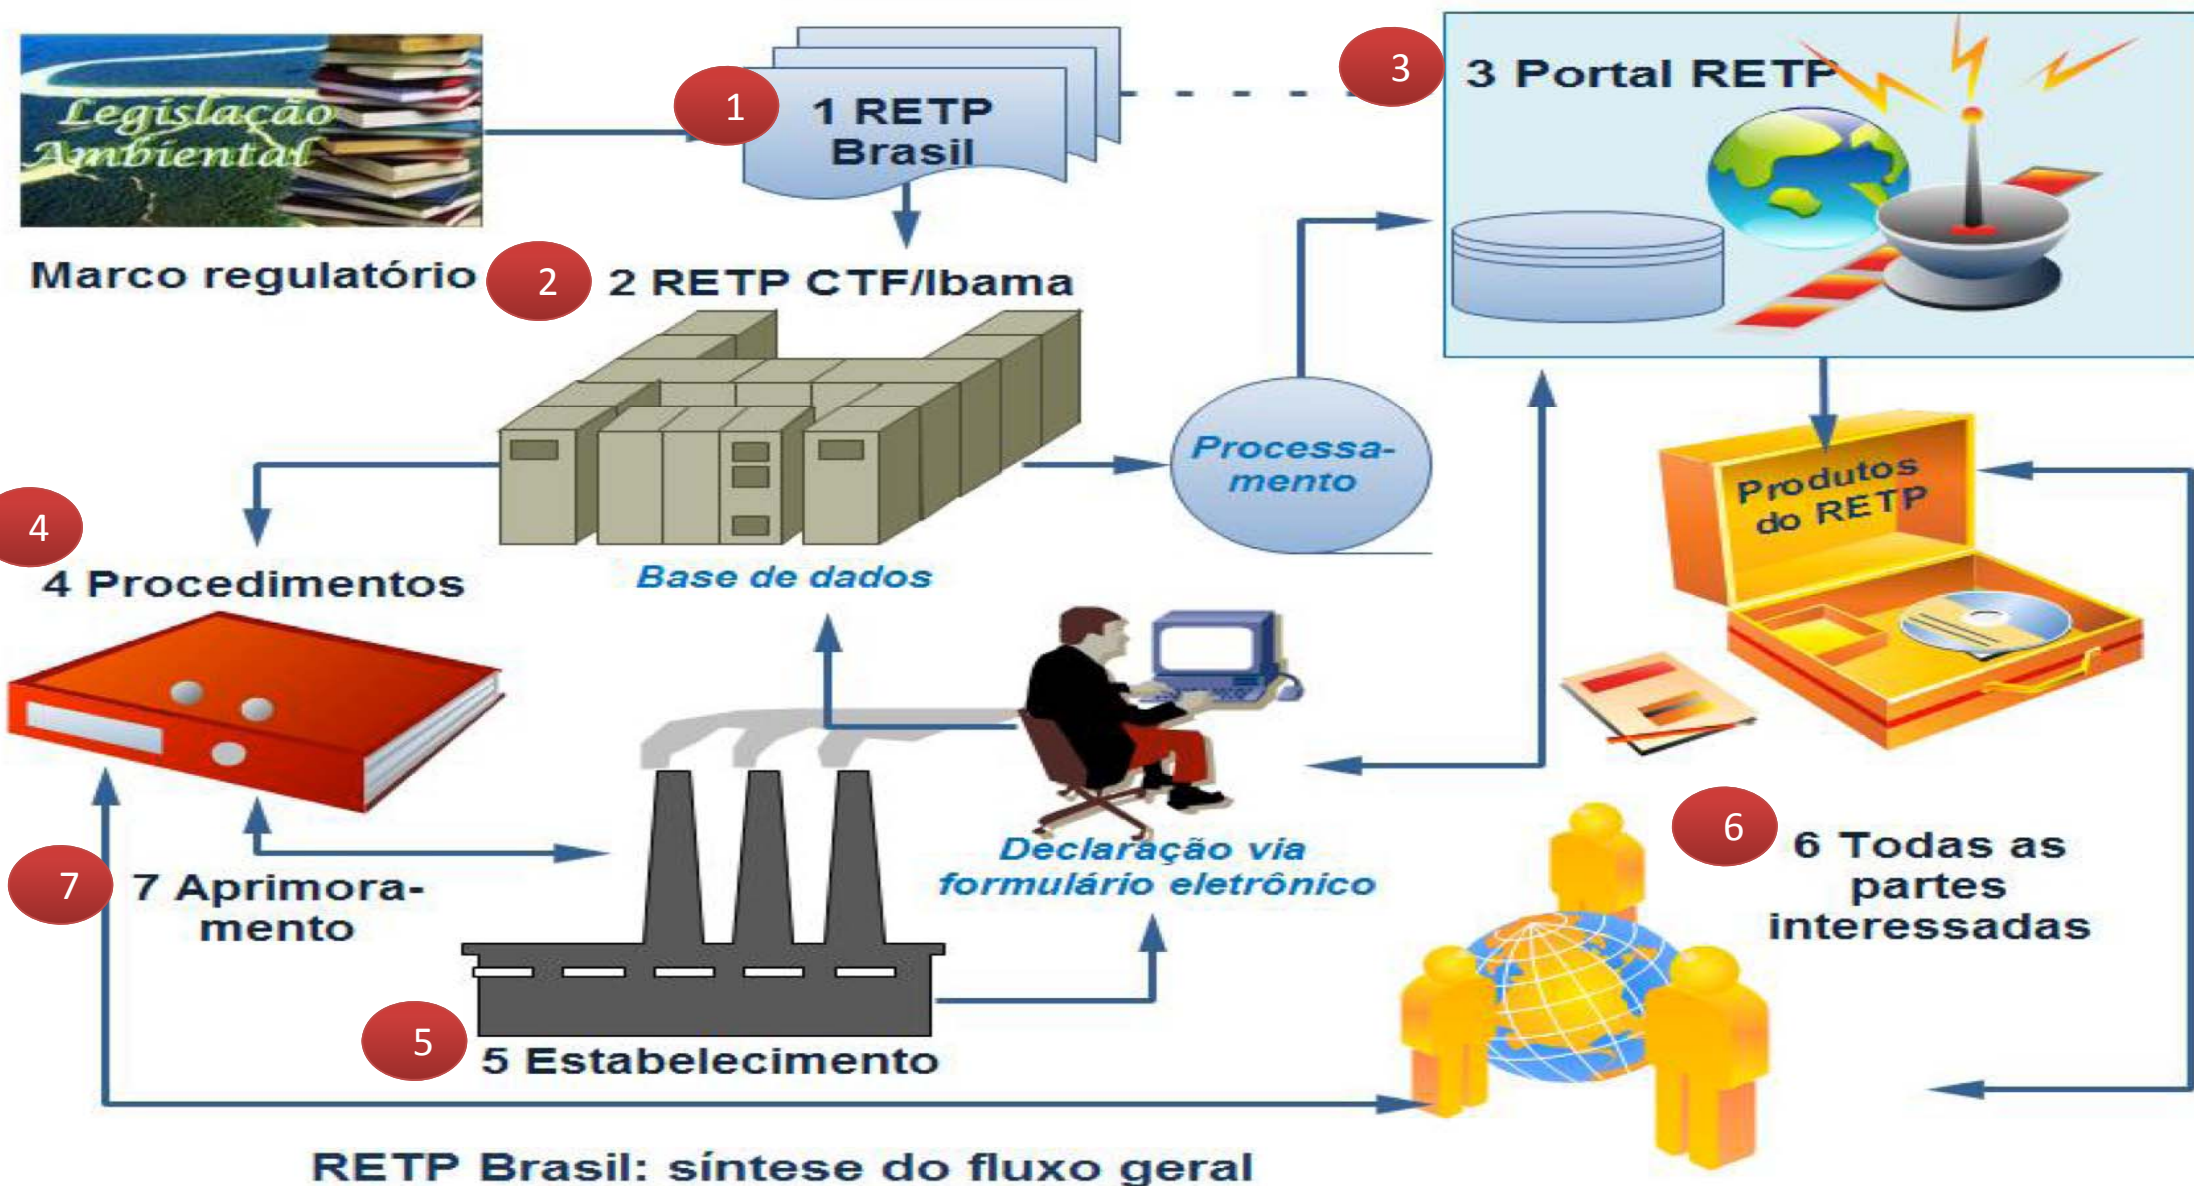 Legislação
Ambiental
Marco regulatório
1
1 RETP
Brasil
3
3 Portal RETP
2
2 RETP CTF/Ibama
Base de dados
Processa-
mento
Produtos
do RETP
4
4 Procedimentos
7
7 Aprimora-
mento
Declaração via
formulário eletrônico
5
5 Estabelecimento
6
6 Todas as
partes
interessadas
RETP Brasil: síntese do fluxo geral